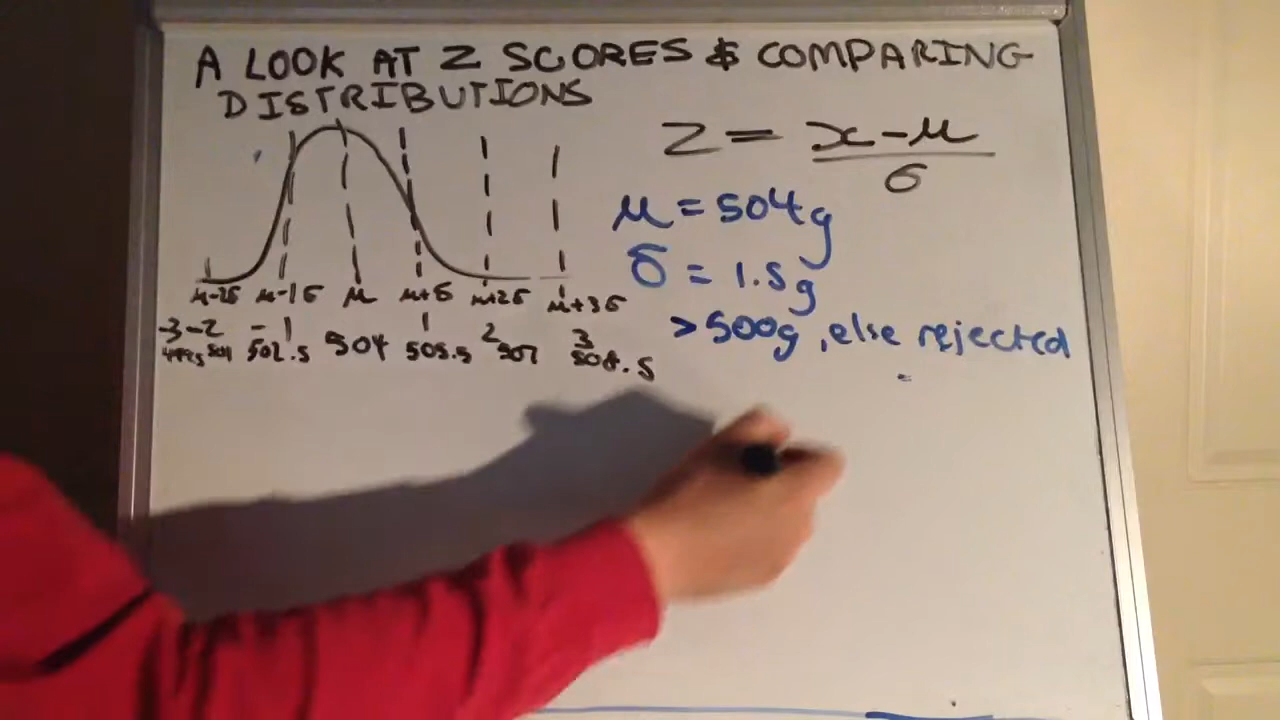 A LOOK AT Z SCORES & COMPARING
DISTRIBUTIONS
Z = x-μ
σ
μ = 504g
σ = 1.5g
>500g, else rejected
μ-2σ μ-1σ μ μ+σ μ+2σ μ+3σ
-3 -2 -1 1 2 3
499.5 501 502.5 504 505.5 507 508.5